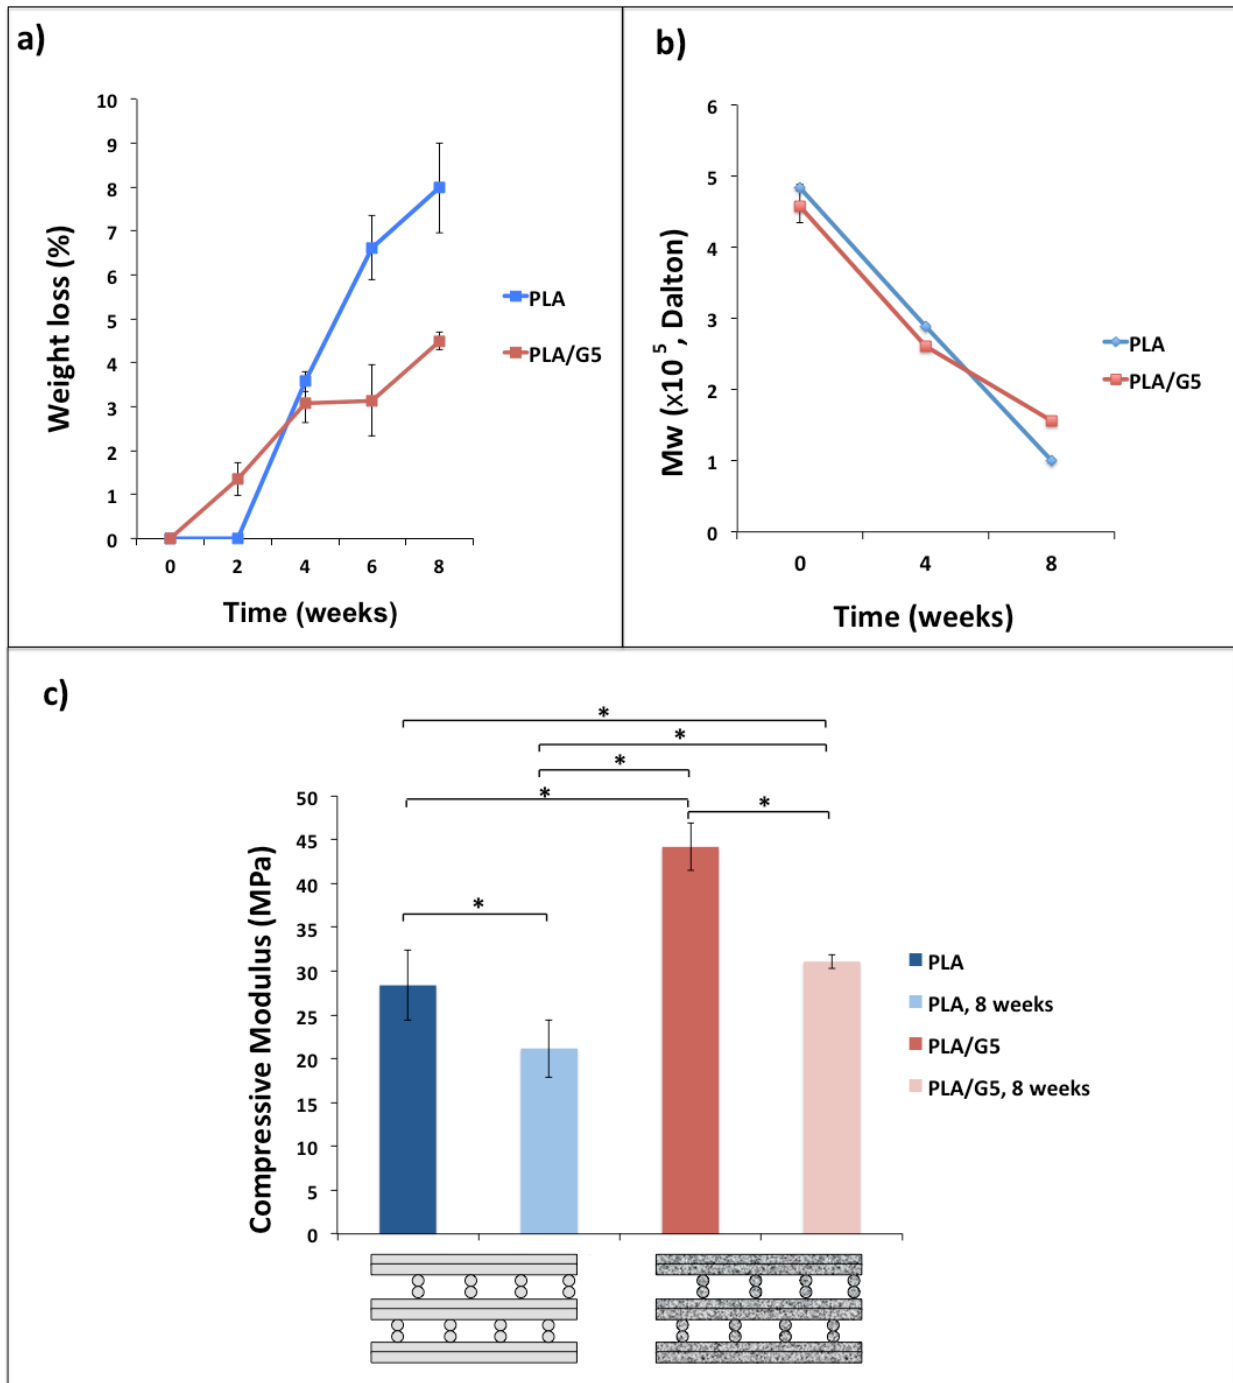 a)
10
9
8
7
6
5
4
3
2
1
0
Weight loss (%)
0 2 4 6 8
Time (weeks)
PLA
PLA/G5
b)
6
5
4
3
2
1
0
Mw (x10 5, Dalton)
0 4 8
Time (weeks)
PLA
PLA/G5
c)
*
*
*
*
*
*
50
45
40
35
30
25
20
15
10
5
0
Compressive Modulus (MPa)
PLA
PLA, 8 weeks
PLA/G5
PLA/G5, 8 weeks